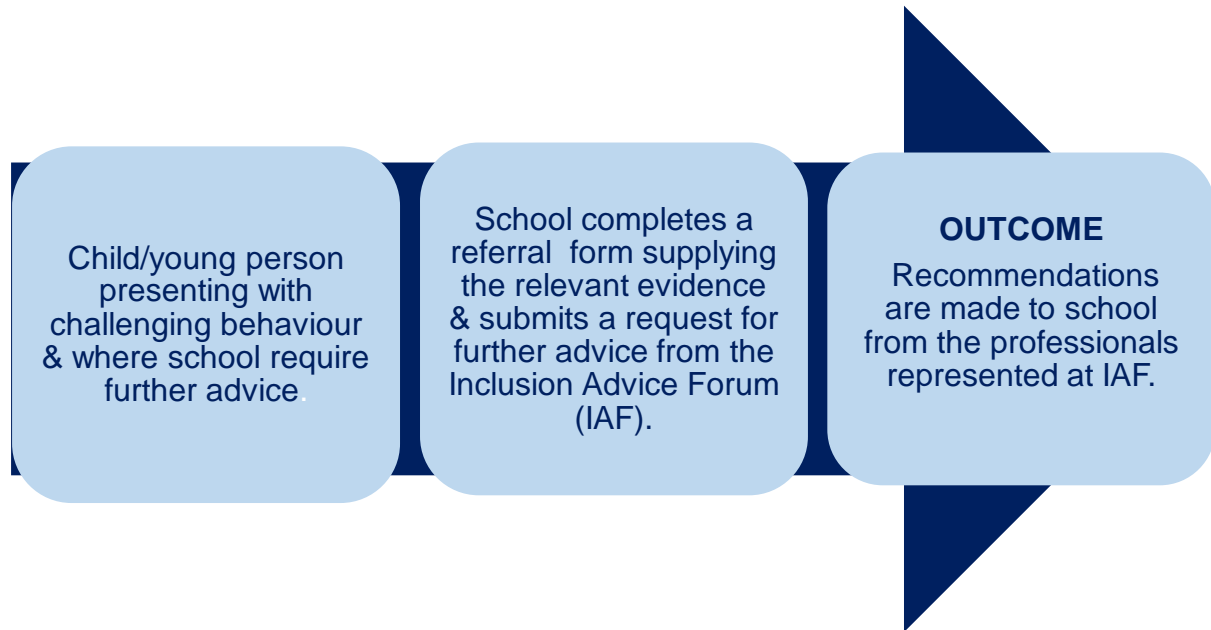 Child/young person
presenting with
challenging behaviour
& where school require
further advice.
School completes a
referral form supplying
the relevant evidence
& submits a request for
further advice from the
Inclusion Advice Forum
(IAF).
OUTCOME
Recommendations
are made to school
from the professionals
represented at IAF.